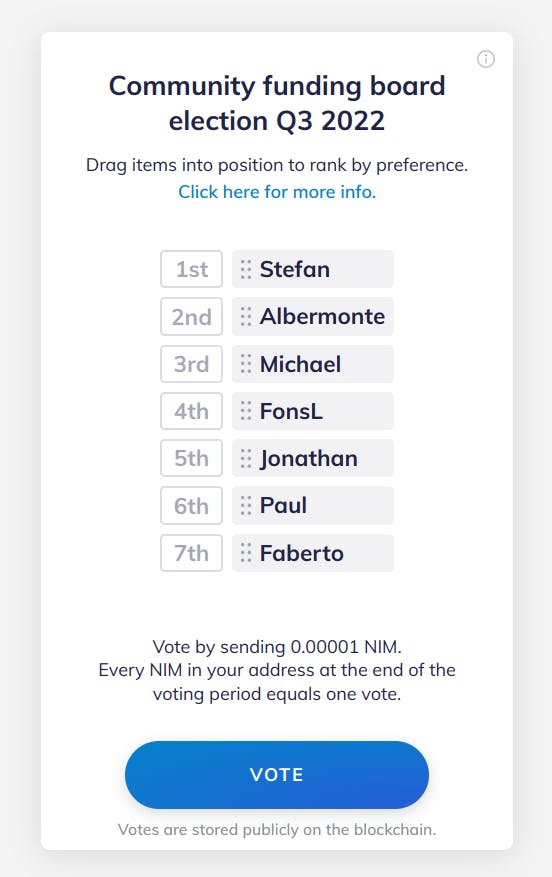 Community funding board
election Q3 2022
Drag items into position to rank by preference.
Click here for more info.
1st Stefan
2nd Albermonte
3rd Michael
4th FonsL
5th Jonathan
6th Paul
7th Faberto
Vote by sending 0.00001 NIM.
Every NIM in your address at the end of the
voting period equals one vote.
VOTE
Votes are stored publicly on the blockchain.